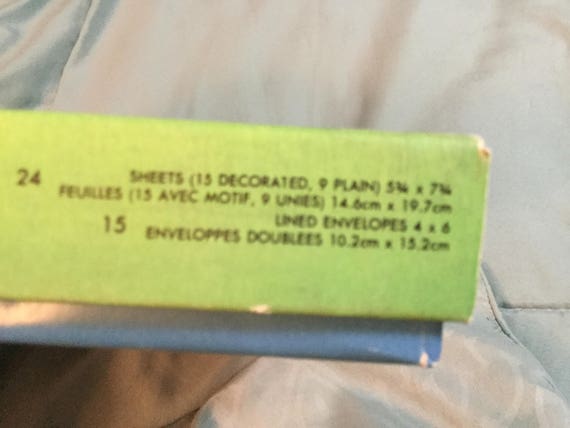 24 SHEETS (15 DECORATED, 9 PLAIN) 5¾ x 7¾
FEUILLES (15 AVEC MOTIF, 9 UNIES) 14.6cm x 19.7cm
15 LINED ENVELOPES 4 x 6
ENVELOPPES DOUBLEES 10.2cm x 15.2cm